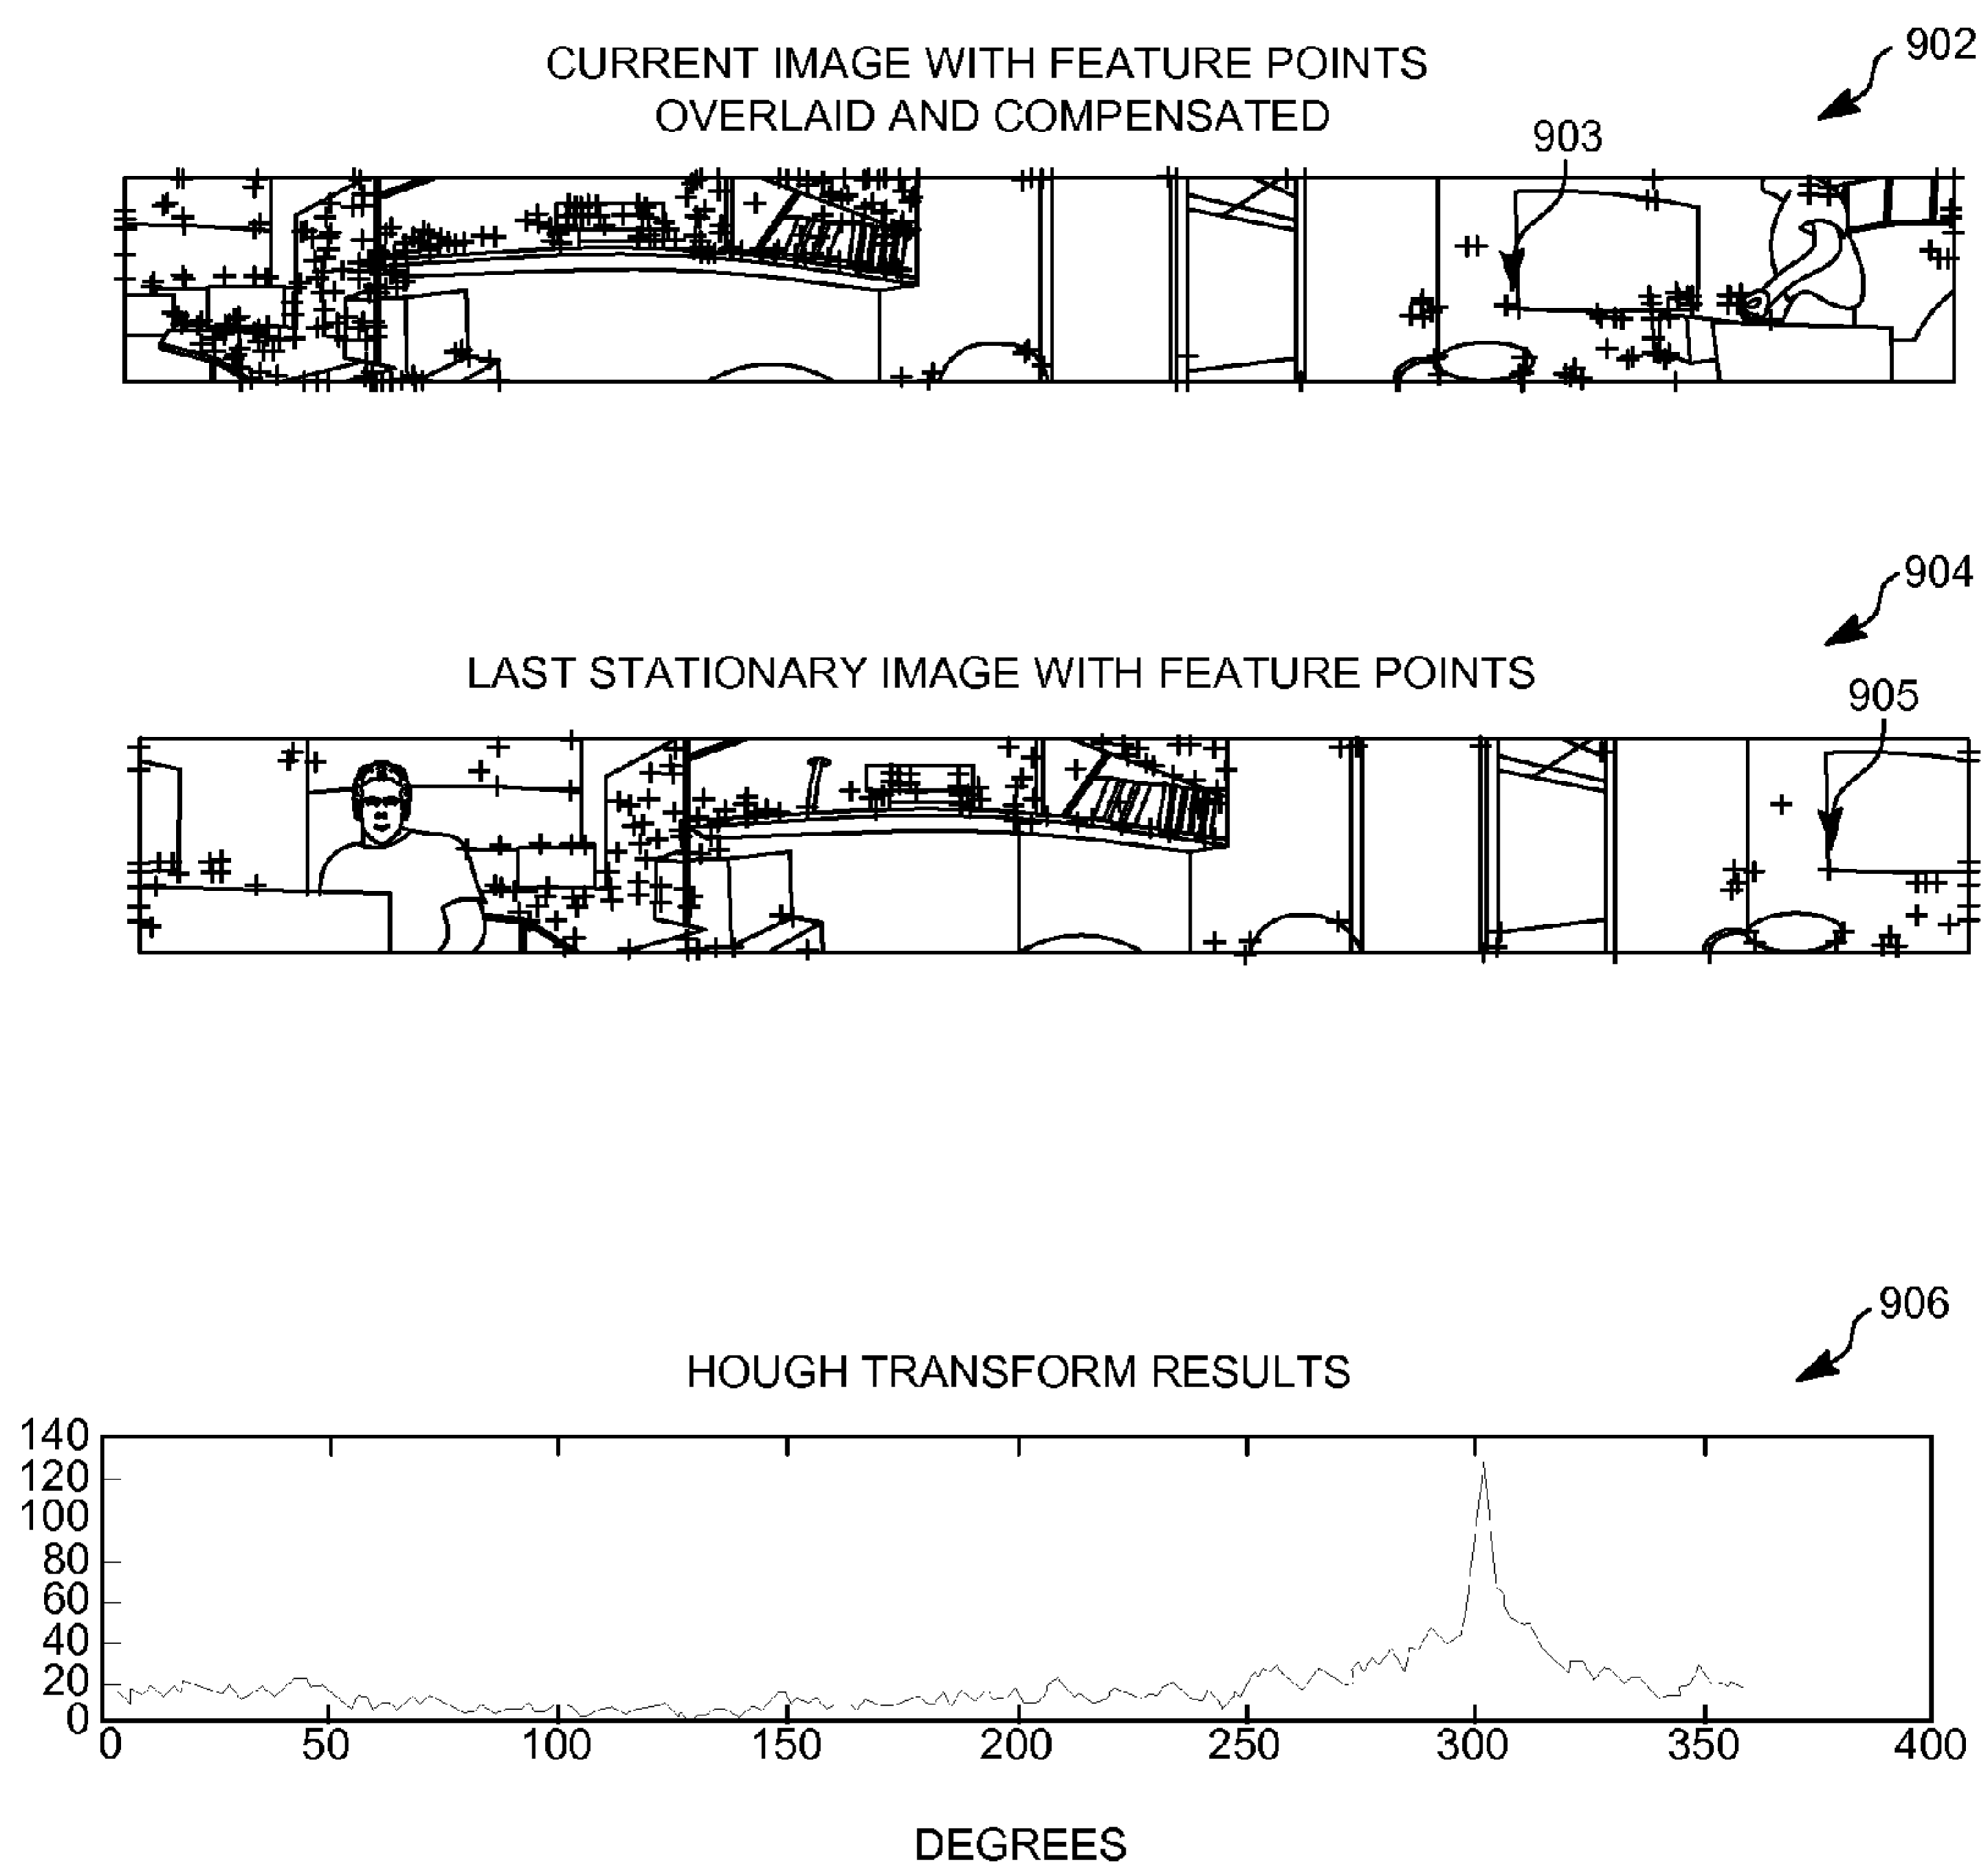 902
CURRENT IMAGE WITH FEATURE POINTS
OVERLAID AND COMPENSATED
903
904
LAST STATIONARY IMAGE WITH FEATURE POINTS
905
906
HOUGH TRANSFORM RESULTS
140
120
100
80
60
40
20
0
0 50 100 150 200 250 300 350 400
DEGREES